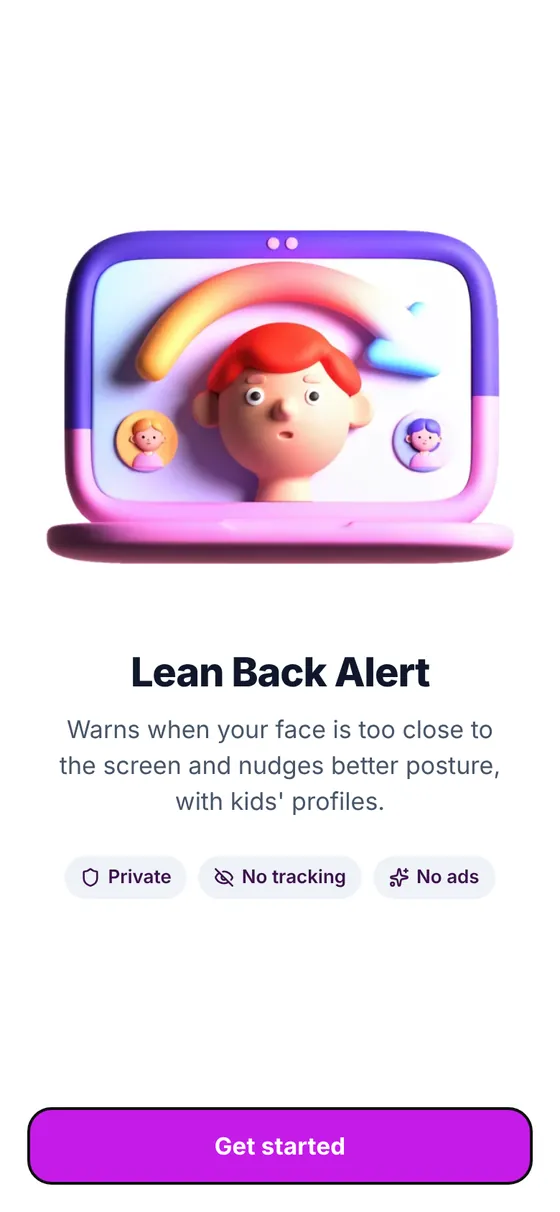 Lean Back Alert
Warns when your face is too close to
the screen and nudges better posture,
with kids' profiles.
Private
No tracking
No ads
Get started